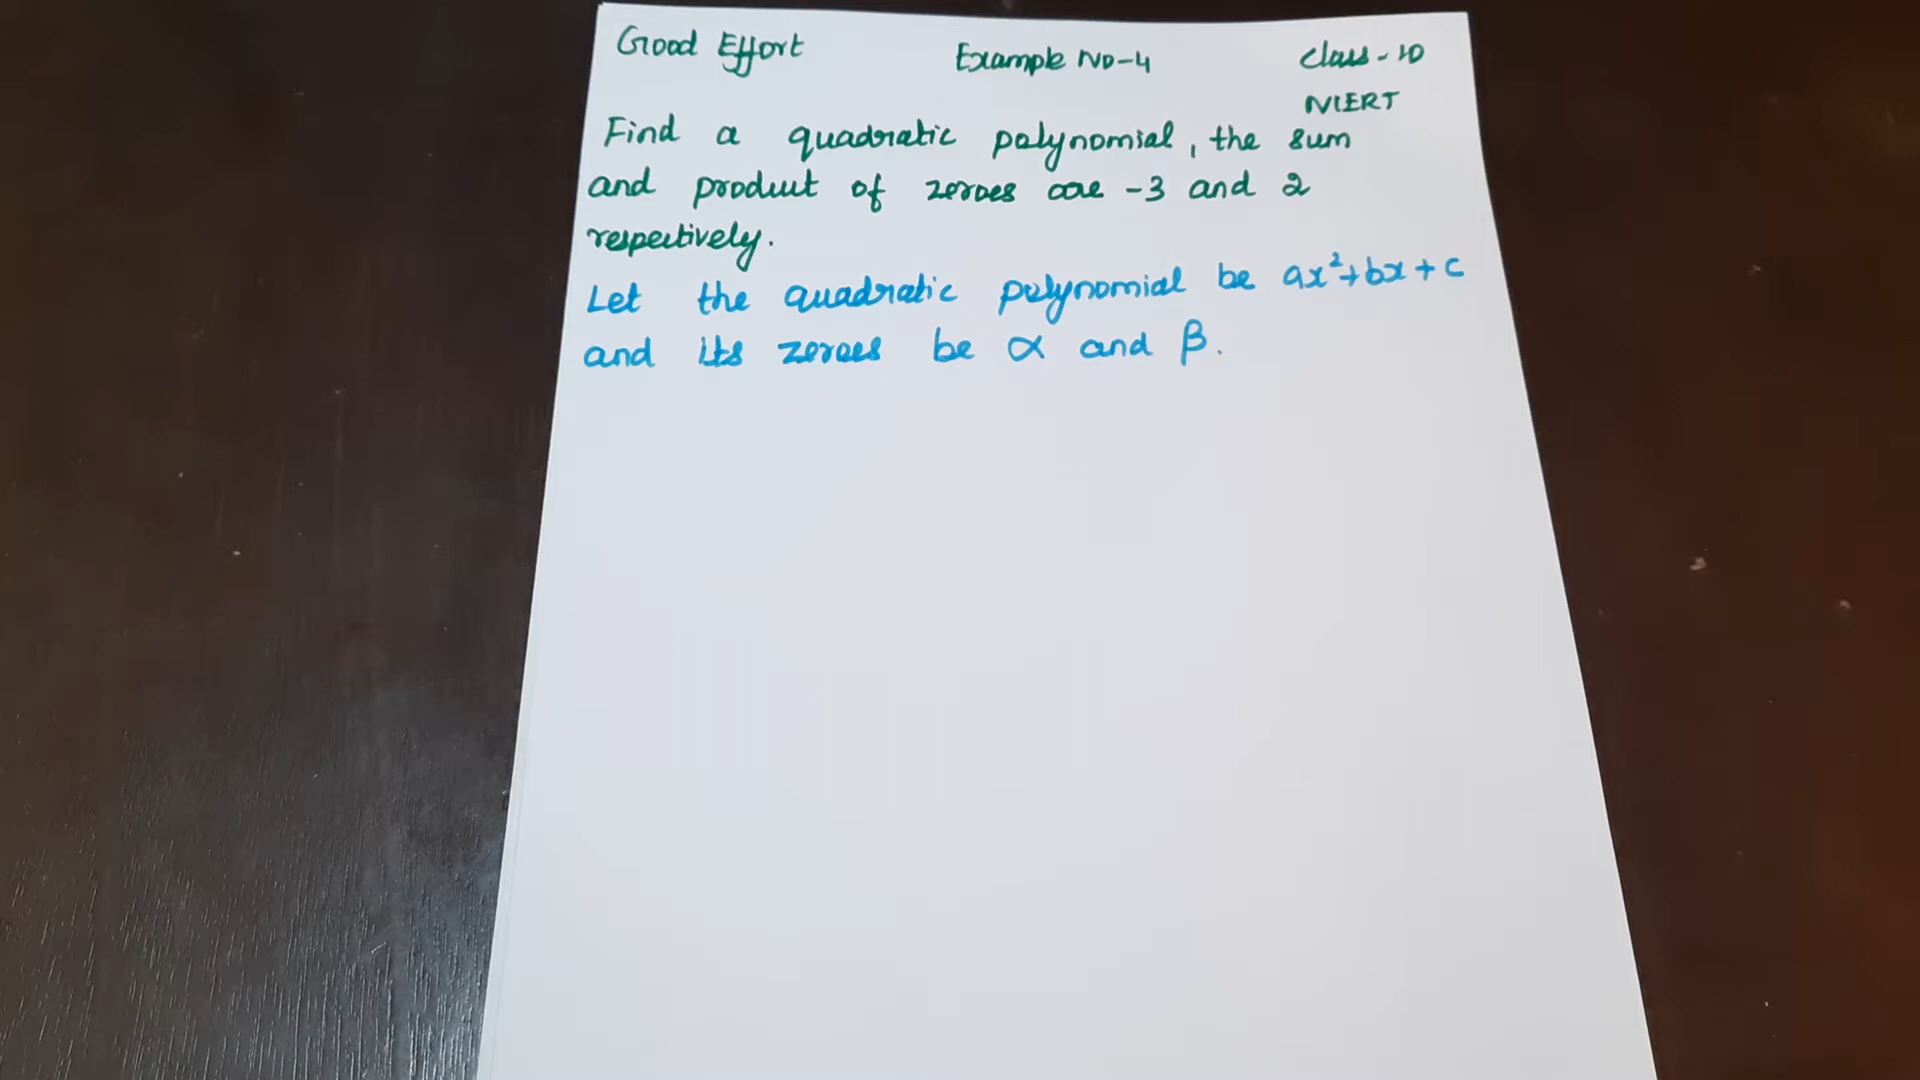 Good Effort Example No-4 Class-10
NCERT
Find a quadratic polynomial, the sum
and product of zeroes are -3 and 2
respectively.
Let the quadratic polynomial be ax²+bx+c
and its zeroes be α and β.